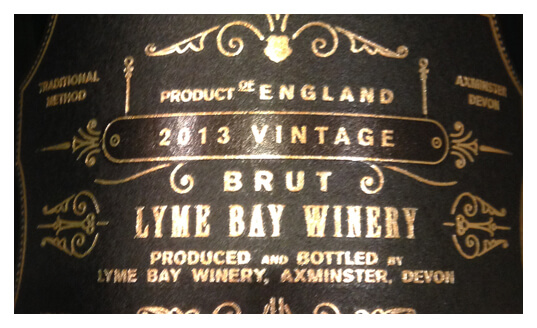 TRADITIONAL
METHOD
PRODUCT OF ENGLAND
AXMINSTER
DEVON
2013 VINTAGE
BRUT
LYME BAY WINERY
PRODUCED AND BOTTLED BY
LYME BAY WINERY, AXMINSTER, DEVON